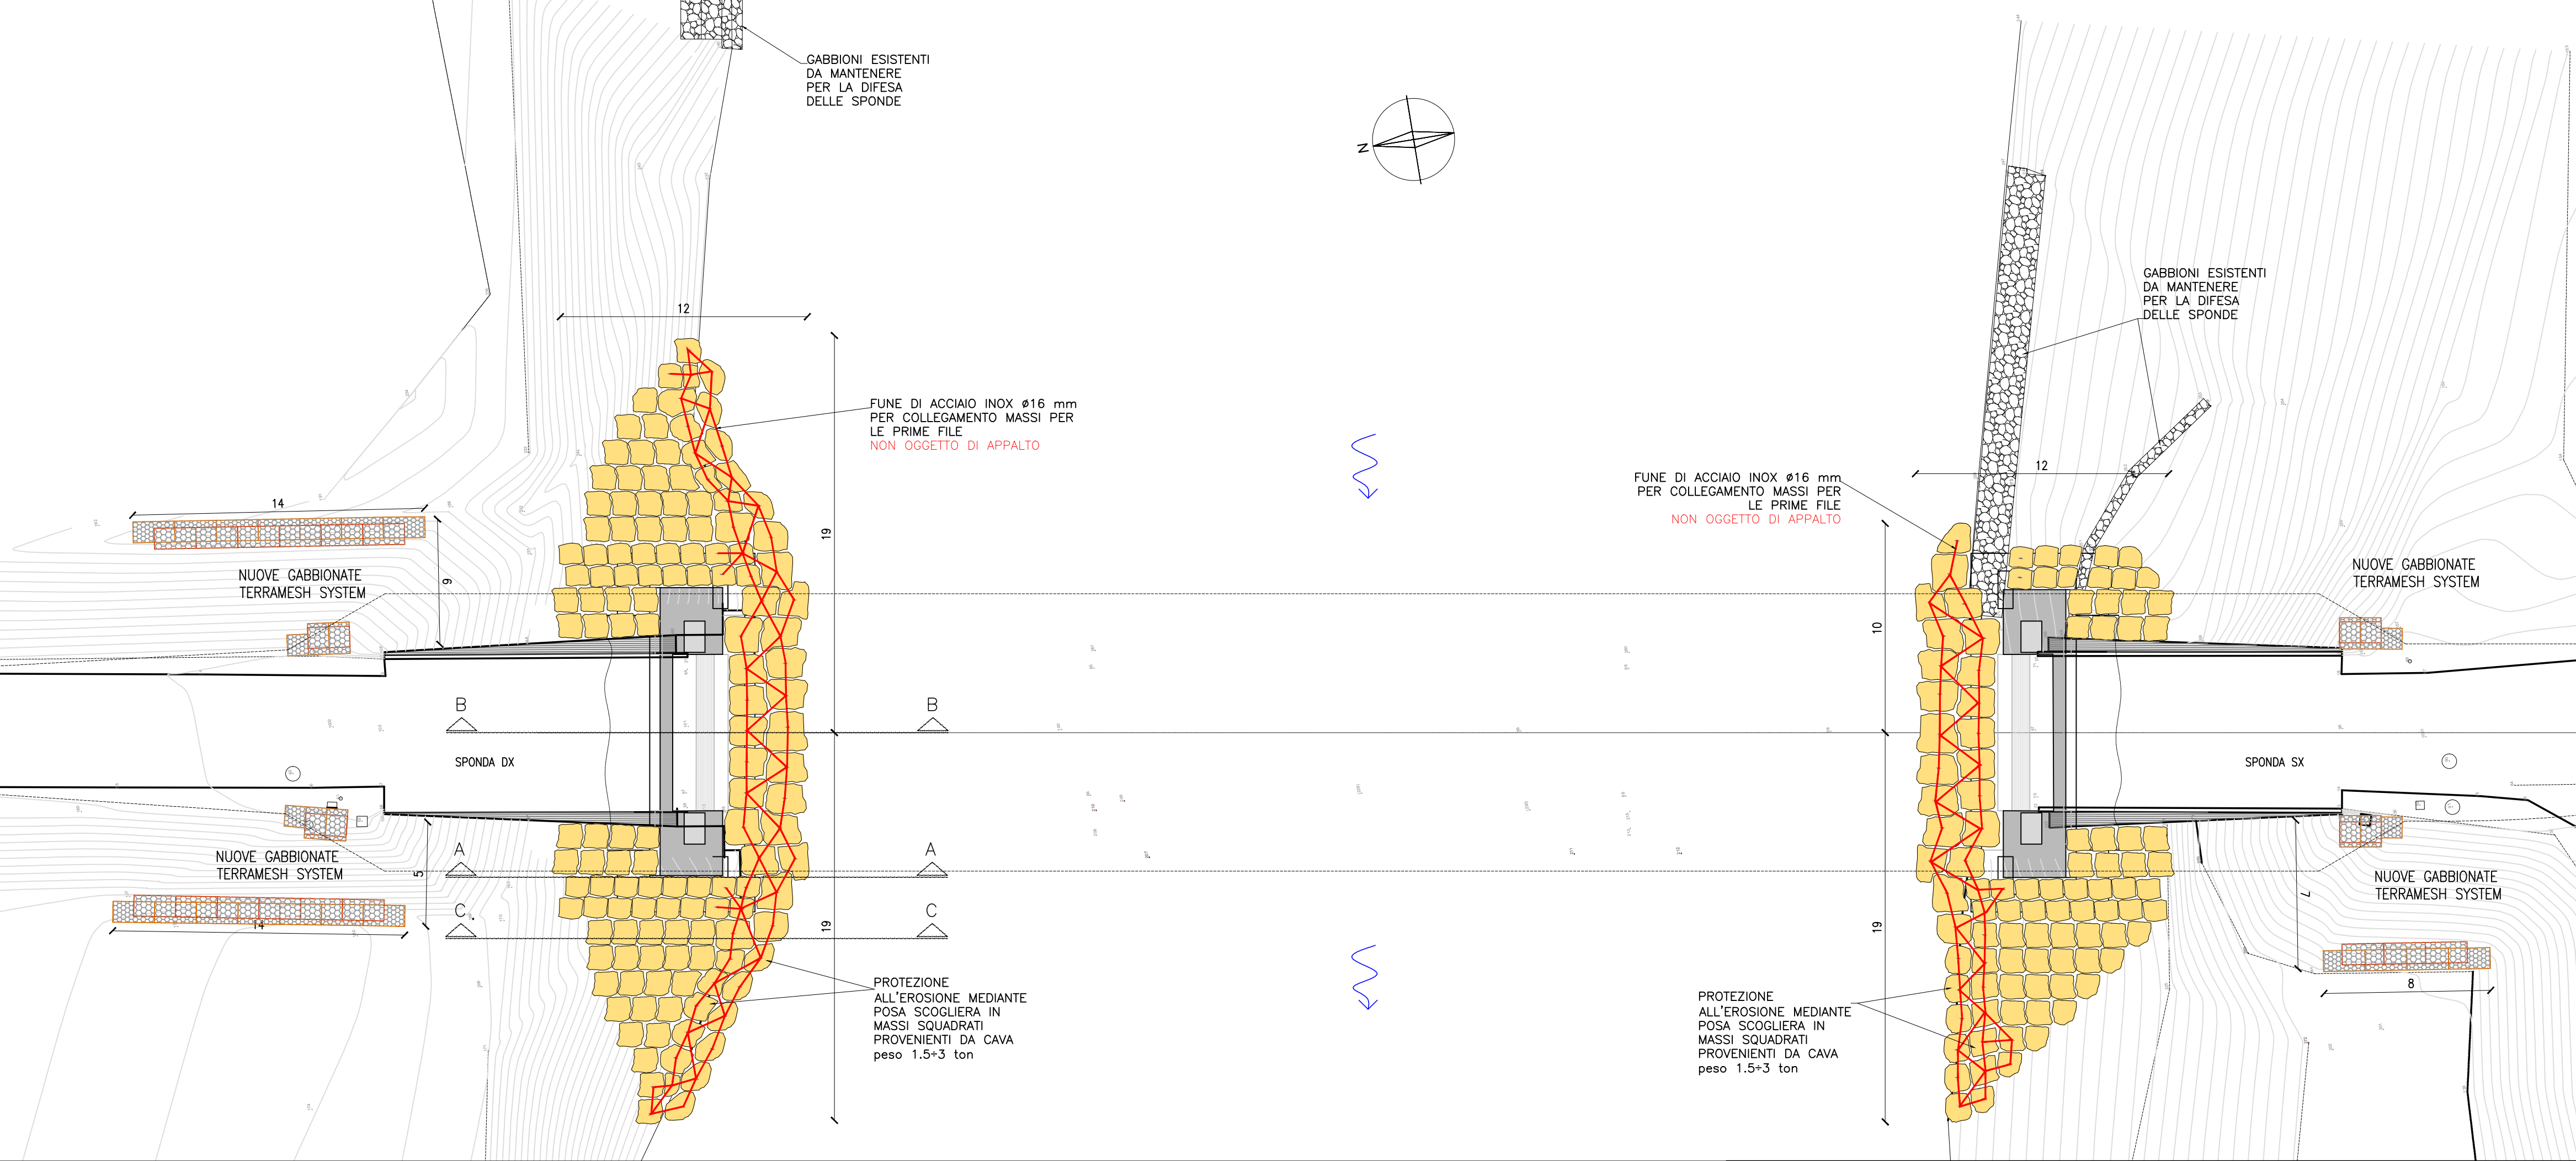 GABBIONI ESISTENTI
DA MANTENERE
PER LA DIFESA
DELLE SPONDE
N
GABBIONI ESISTENTI
DA MANTENERE
PER LA DIFESA
DELLE SPONDE
12
FUNE DI ACCIAIO INOX ø16 mm
PER COLLEGAMENTO MASSI PER
LE PRIME FILE
NON OGGETTO DI APPALTO
12
FUNE DI ACCIAIO INOX ø16 mm
PER COLLEGAMENTO MASSI PER
LE PRIME FILE
NON OGGETTO DI APPALTO
14
19
NUOVE GABBIONATE
TERRAMESH SYSTEM
6
NUOVE GABBIONATE
TERRAMESH SYSTEM
10
B
B
SPONDA DX
SPONDA SX
A
A
NUOVE GABBIONATE
TERRAMESH SYSTEM
5
NUOVE GABBIONATE
TERRAMESH SYSTEM
7
C
C
14
19
19
8
PROTEZIONE
ALL'EROSIONE MEDIANTE
POSA SCOGLIERA IN
MASSI SQUADRATI
PROVENIENTI DA CAVA
peso 1.5÷3 ton
PROTEZIONE
ALL'EROSIONE MEDIANTE
POSA SCOGLIERA IN
MASSI SQUADRATI
PROVENIENTI DA CAVA
peso 1.5÷3 ton